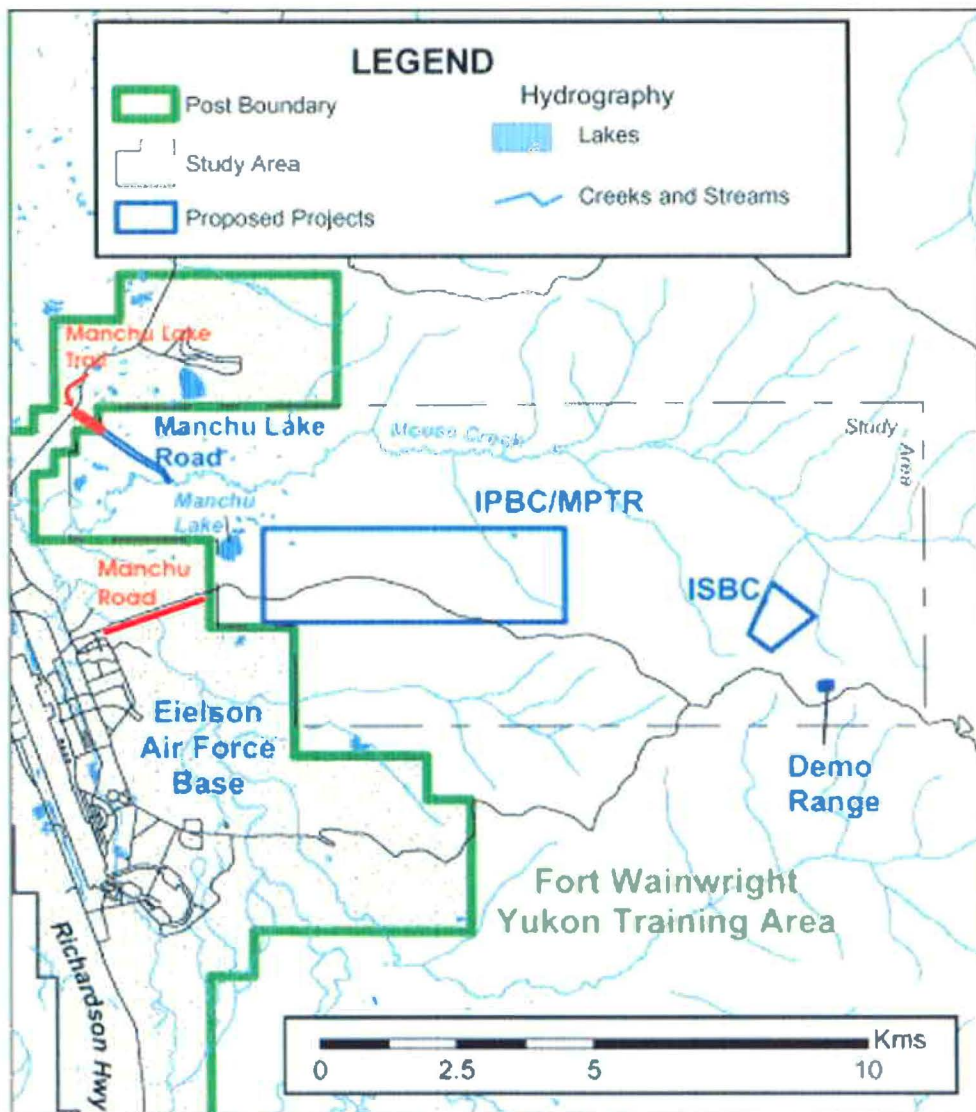 LEGEND
Post Boundary
Study Area
Proposed Projects
Hydrography
Lakes
Creeks and Streams
Manchu Lake
Trail
Manchu Lake
Road
Moose Creek
Study
Area
Manchu
Lake
IPBC/MPTR
Manchu
Road
ISBC
Eielson
Air Force
Base
Demo
Range
Fort Wainwright
Yukon Training Area
Richardson Hwy
Kms
0 2.5 5 10